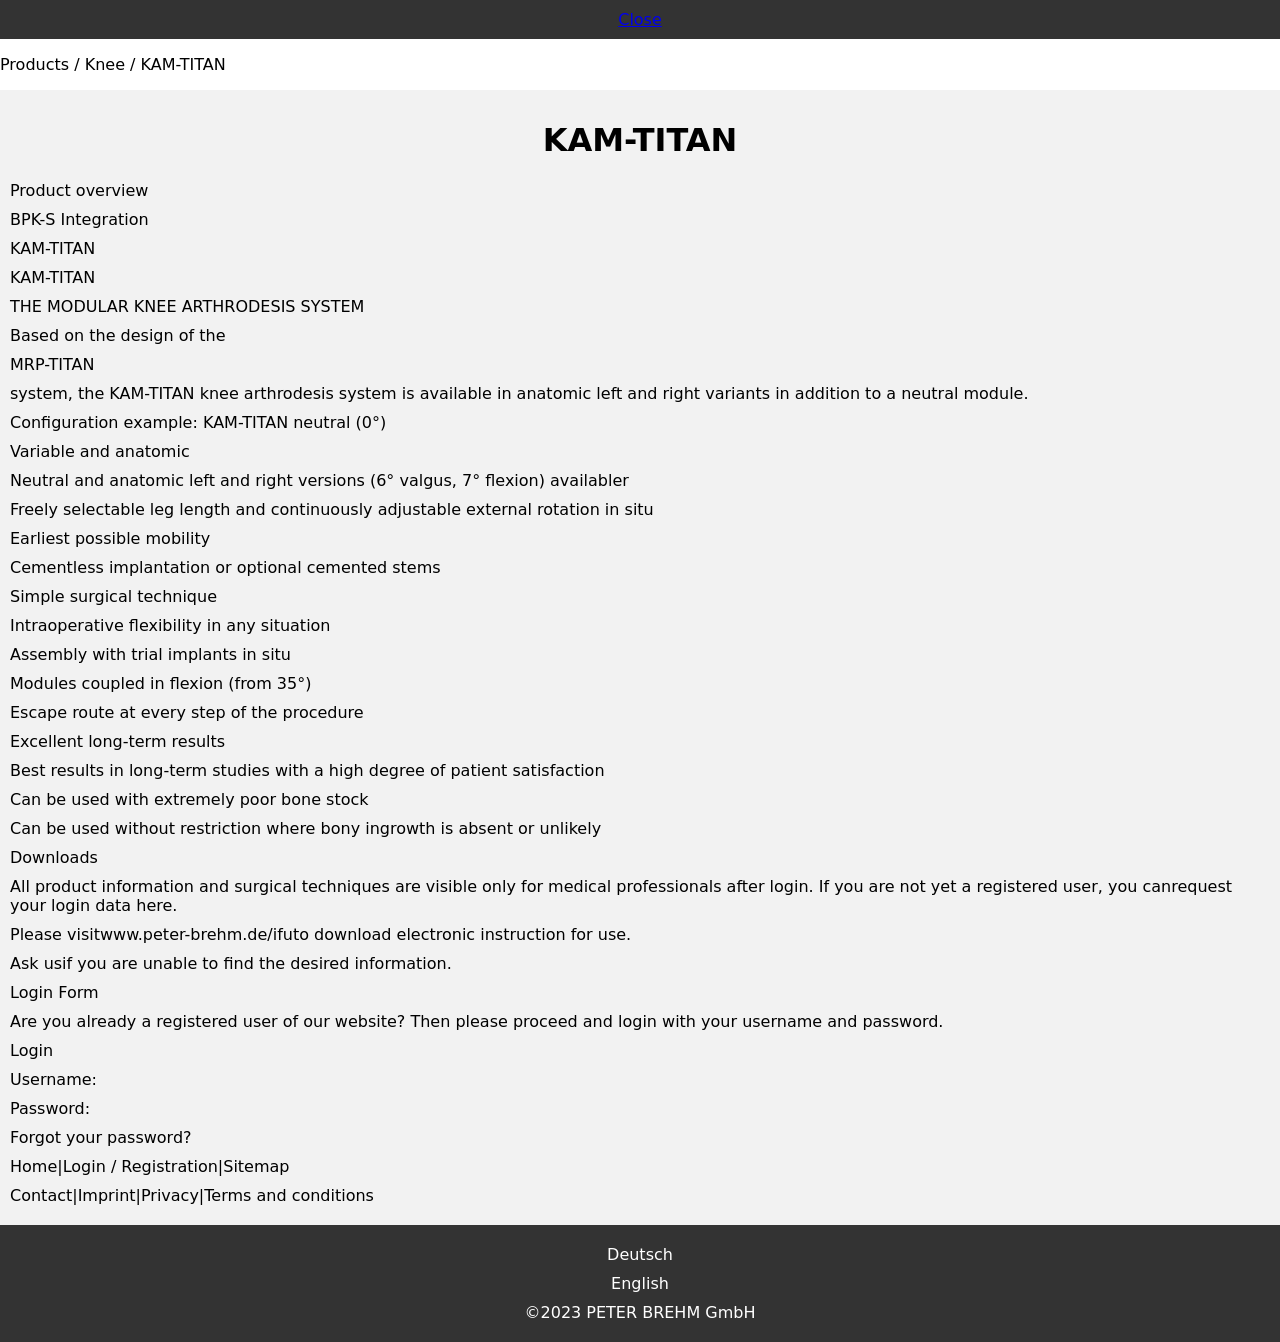 Close
Products / Knee / KAM-TITAN
KAM-TITAN
Product overview
BPK-S Integration
KAM-TITAN
KAM-TITAN
THE MODULAR KNEE ARTHRODESIS SYSTEM
Based on the design of the
MRP-TITAN
system, the KAM-TITAN knee arthrodesis system is available in anatomic left and right variants in addition to a neutral module.
Configuration example: KAM-TITAN neutral (0°)
Variable and anatomic
Neutral and anatomic left and right versions (6° valgus, 7° flexion) availabler
Freely selectable leg length and continuously adjustable external rotation in situ
Earliest possible mobility
Cementless implantation or optional cemented stems
Simple surgical technique
Intraoperative flexibility in any situation
Assembly with trial implants in situ
Modules coupled in flexion (from 35°)
Escape route at every step of the procedure
Excellent long-term results
Best results in long-term studies with a high degree of patient satisfaction
Can be used with extremely poor bone stock
Can be used without restriction where bony ingrowth is absent or unlikely
Downloads
All product information and surgical techniques are visible only for medical professionals after login. If you are not yet a registered user, you canrequest
your login data here.
Please visitwww.peter-brehm.de/ifuto download electronic instruction for use.
Ask usif you are unable to find the desired information.
Login Form
Are you already a registered user of our website? Then please proceed and login with your username and password.
Login
Username:
Password:
Forgot your password?
Home|Login / Registration|Sitemap
Contact|Imprint|Privacy|Terms and conditions
Deutsch
English
©2023 PETER BREHM GmbH